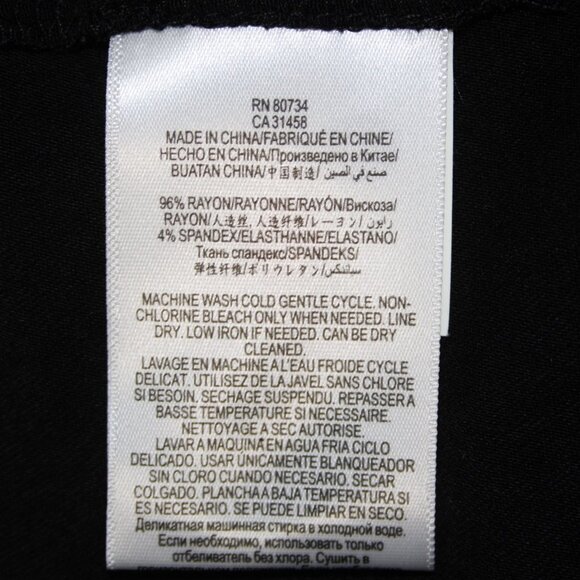 RN 80734
CA 31458
MADE IN CHINA/FABRIQUÉ EN CHINE/
HECHO EN CHINA/Произведено в Китае/
BUATAN CHINA/中国制造/ صنع في الصين/
96% RAYON/RAYONNE/RAYÓN/Вискоза/
RAYON/人造丝, 人造纤维/レーヨン/ رايون/
4% SPANDEX/ELASTHANNE/ELASTANO/
Ткань спандекс/SPANDEKS/
弹性纤维/ポリウレタン/سباندكس/
MACHINE WASH COLD GENTLE CYCLE. NON-
CHLORINE BLEACH ONLY WHEN NEEDED. LINE
DRY. LOW IRON IF NEEDED. CAN BE DRY
CLEANED.
LAVAGE EN MACHINE A L'EAU FROIDE CYCLE
DELICAT. UTILISEZ DE LA JAVEL SANS CHLORE
SI BESOIN. SECHAGE SUSPENDU. REPASSER A
BASSE TEMPERATURE SI NECESSAIRE.
NETTOYAGE A SEC AUTORISE.
LAVAR A MAQUINA EN AGUA FRIA CICLO
DELICADO. USAR ÚNICAMENTE BLANQUEADOR
SIN CLORO CUANDO NECESARIO. SECAR
COLGADO. PLANCHA A BAJA TEMPERATURA SI
ES NECESARIO. SE PUEDE LIMPIAR EN SECO.
Деликатная машинная стирка в холодной воде.
Если необходимо, использовать только
отбеливатель без хлора. Сушить в